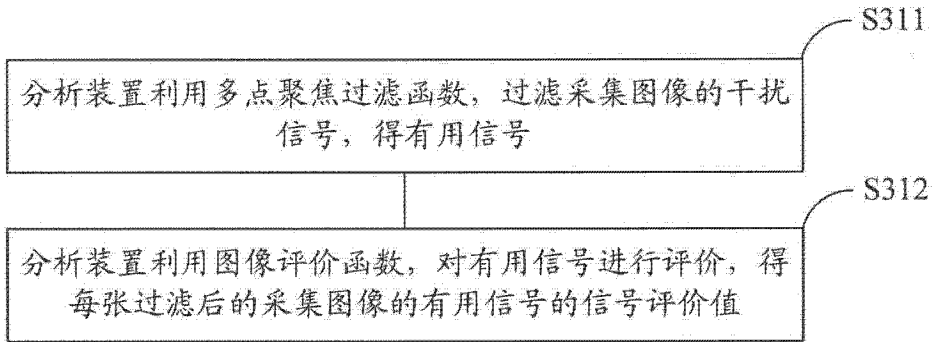 S311
分析装置利用多点聚焦过滤函数，过滤采集图像的干扰
信号，得有用信号
S312
分析装置利用图像评价函数，对有用信号进行评价，得
每张过滤后的采集图像的有用信号的信号评价值